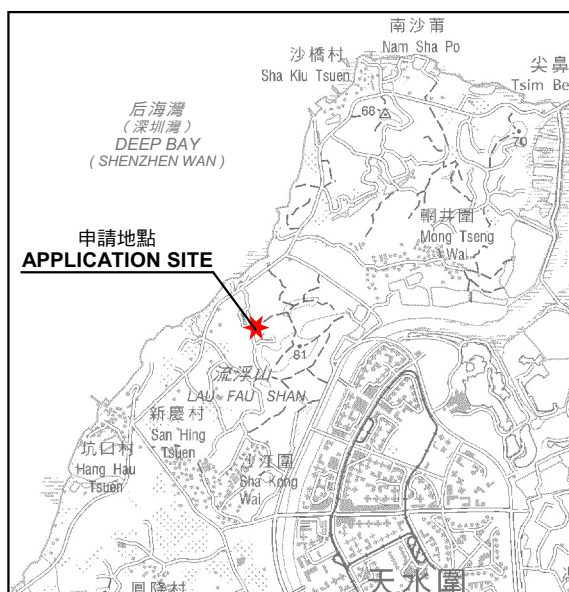 南沙莆
Nam Sha Po
沙橋村
Sha Kiu Tsuen
尖鼻
Tsim Be
68
70
后海灣
(深圳灣)
DEEP BAY
( SHENZHEN WAN )
輞井圍
Mong Tseng
Wai
申請地點
APPLICATION SITE
81
流浮山
LAU FAU SHAN
新慶村
San Hing
Tsuen
坑口村
Hang Hau
Tsuen
沙江圍
Sha Kong
Wai
天水圍